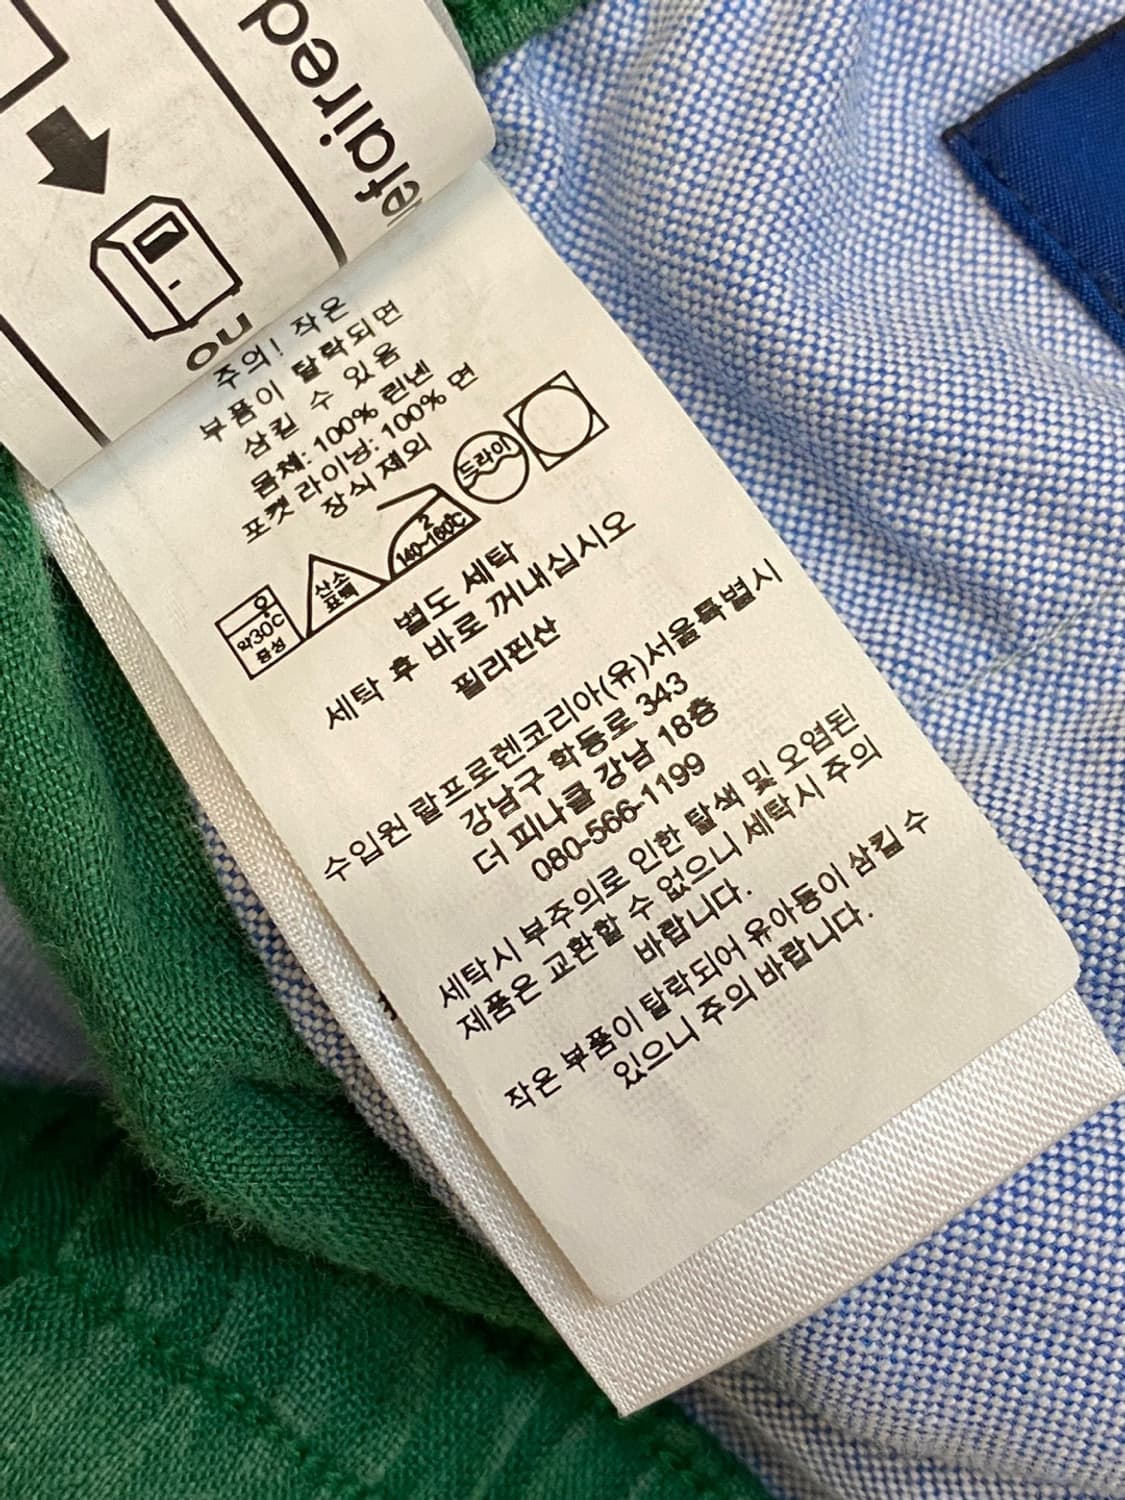 lefaired
ou
주의! 작은
부품이 탈락되면
삼킬 수 있음
몸체: 100% 린넨
포켓 라이닝: 100% 면
장식 제외
약30℃
중성
산소
표백
2
140~160℃
드라이
별도 세탁
세탁 후 바로 꺼내십시오
필리핀산
수입원 랄프로렌코리아(유)서울특별시
강남구 학동로 343
더 피나클 강남 18층
080-566-1199
세탁시 부주의로 인한 탈색 및 오염된
제품은 교환할 수 없으니 세탁시 주의
바랍니다.
작은 부품이 탈락되어 유아동이 삼킬 수
있으니 주의 바랍니다.